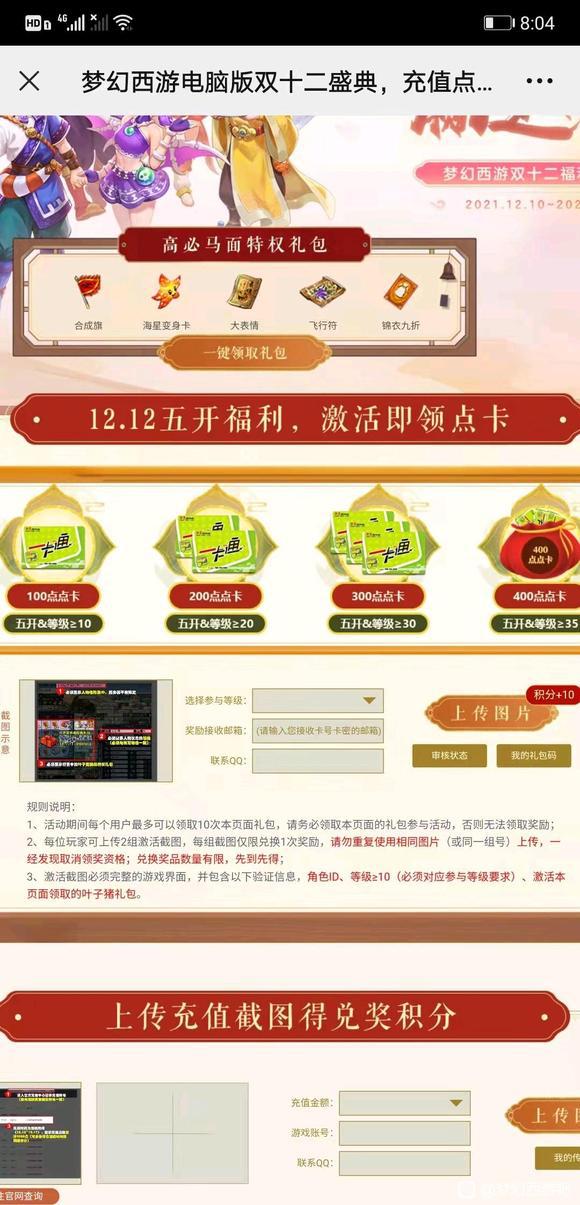 HD 1 4G 8:04
梦幻西游电脑版双十二盛典，充值点...
梦幻西游双十二福利
2021.12.10~202
高必马面特权礼包
合成旗 海星变身卡 大表情 飞行符 锦衣九折
一键领取礼包
12.12五开福利，激活即领点卡
一卡通 一卡通 一卡通 400
点点卡
100点点卡 200点点卡 300点点卡 400点点卡
五开&等级≥10 五开&等级≥20 五开&等级≥30 五开&等级≥35
截图示意
选择参与等级：
奖励接收邮箱： (请输入您接收卡号卡密的邮箱)
联系QQ：
积分+10
上传图片
审核状态 我的礼包码
规则说明：
1、活动期间每个用户最多可以领取10次本页面礼包，请务必领取本页面的礼包参与活动，否则无法领取奖励；
2、每位玩家可上传2组激活截图，每组截图仅限兑换1次奖励，请勿重复使用相同图片（或同一组号）上传，一
经发现取消领奖资格；兑换奖品数量有限，先到先得；
3、激活截图必须完整的游戏界面，并包含以下验证信息，角色ID、等级≥10（必须对应参与等级要求）、激活本
页面领取的叶子猪礼包。
上传充值截图得兑奖积分
充值金额：
游戏账号：
联系QQ：
上传
我的传
往官网查询
@梦幻西游吧